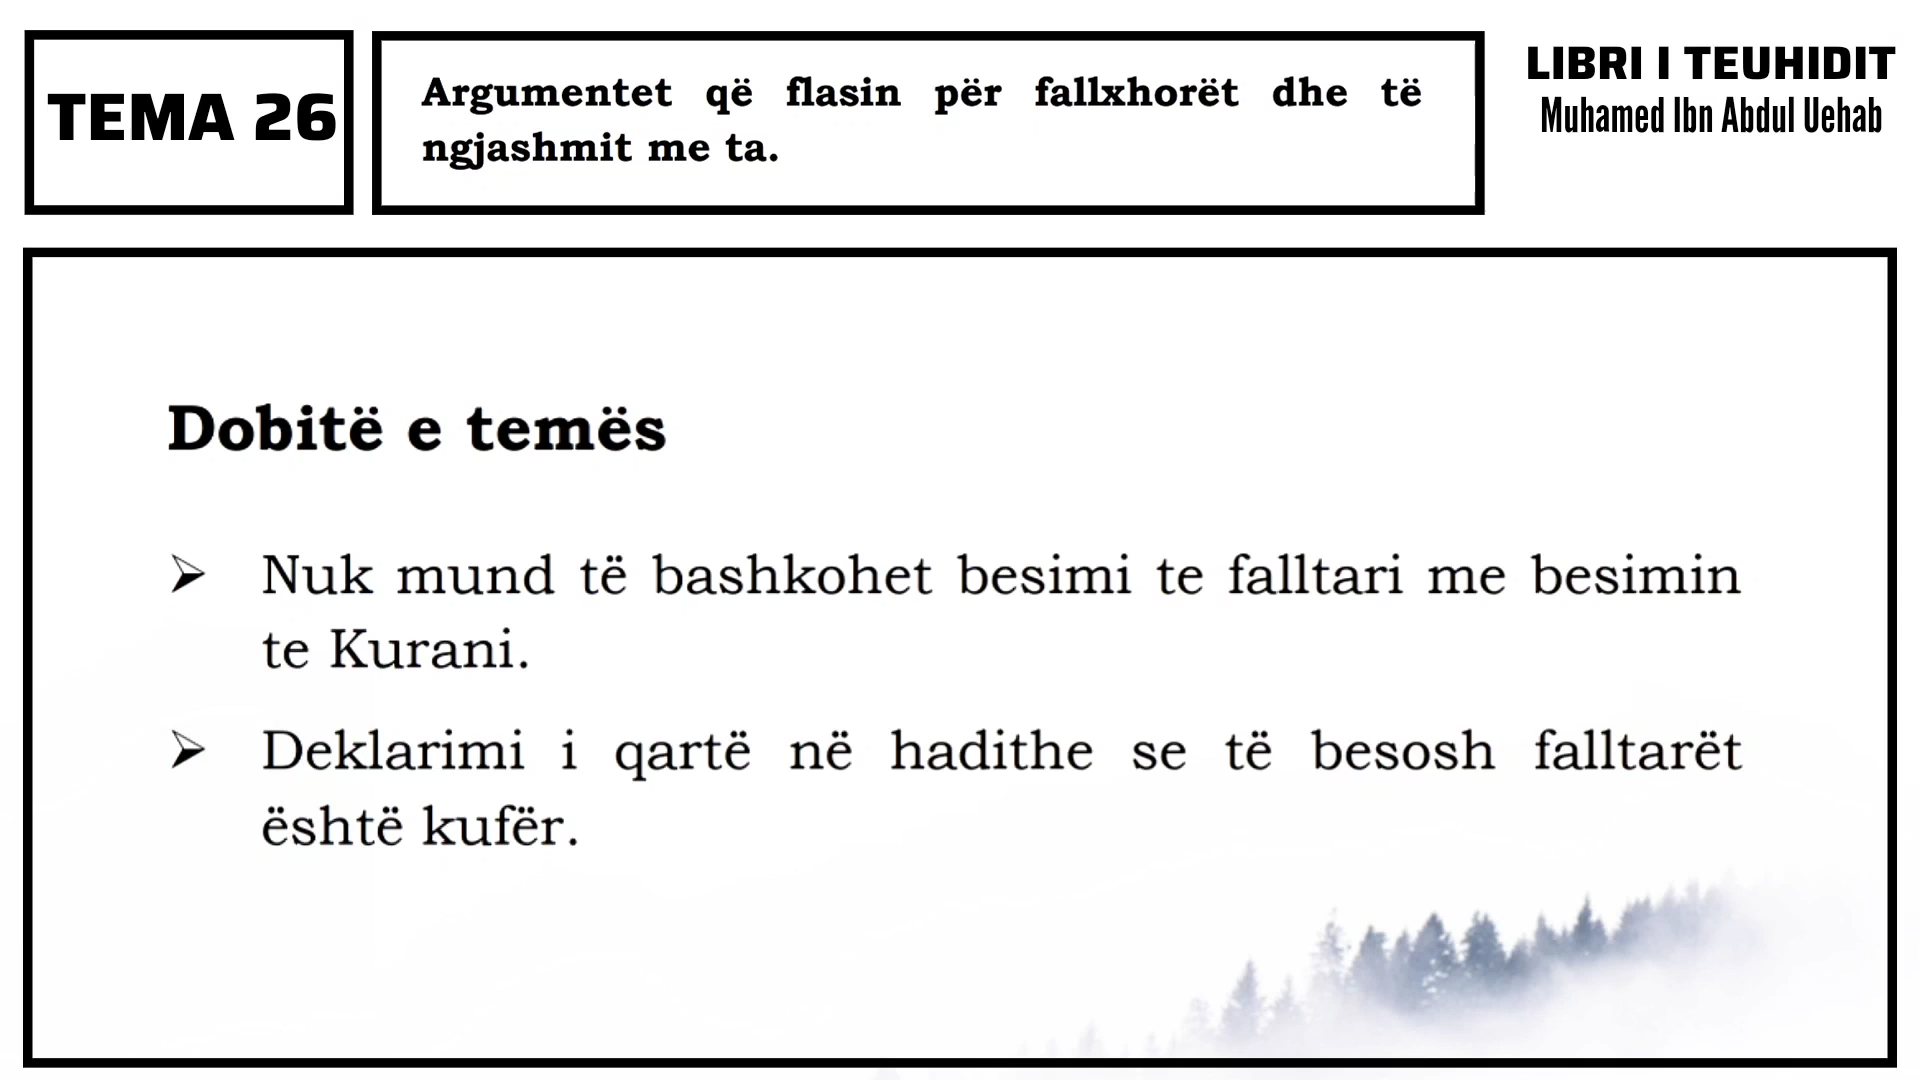 TEMA 26
Argumentet që flasin për fallxhorët dhe të
ngjashmit me ta.
LIBRI I TEUHIDIT
Muhamed Ibn Abdul Uehab
Dobitë e temës
➢ Nuk mund të bashkohet besimi te falltari me besimin
te Kurani.
➢ Deklarimi i qartë në hadithe se të besosh falltarët
është kufër.